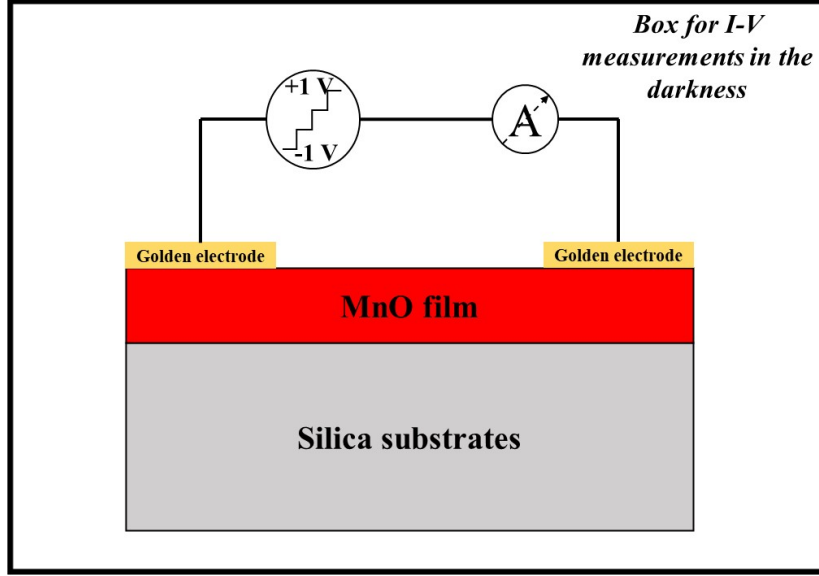 Box for I-V
measurements in the
darkness
+1 V
-1 V
A
Golden electrode
Golden electrode
MnO film
Silica substrates